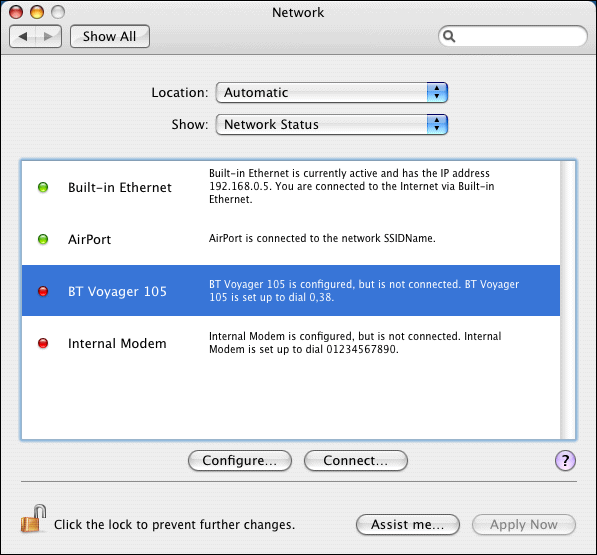 Network
Show All
Location: Automatic
Show: Network Status
Built-in Ethernet
Built-in Ethernet is currently active and has the IP address
192.168.0.5. You are connected to the Internet via Built-in
Ethernet.
AirPort
AirPort is connected to the network SSIDName.
BT Voyager 105
BT Voyager 105 is configured, but is not connected. BT Voyager
105 is set up to dial 0,38.
Internal Modem
Internal Modem is configured, but is not connected. Internal
Modem is set up to dial 01234567890.
Configure...
Connect...
?
Click the lock to prevent further changes.
Assist me...
Apply Now